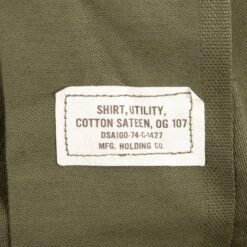 SHIRT, UTILITY,
COTTON SATEEN, OG 107
DSA100-74-C-1427
MFG. HOLDING CO.